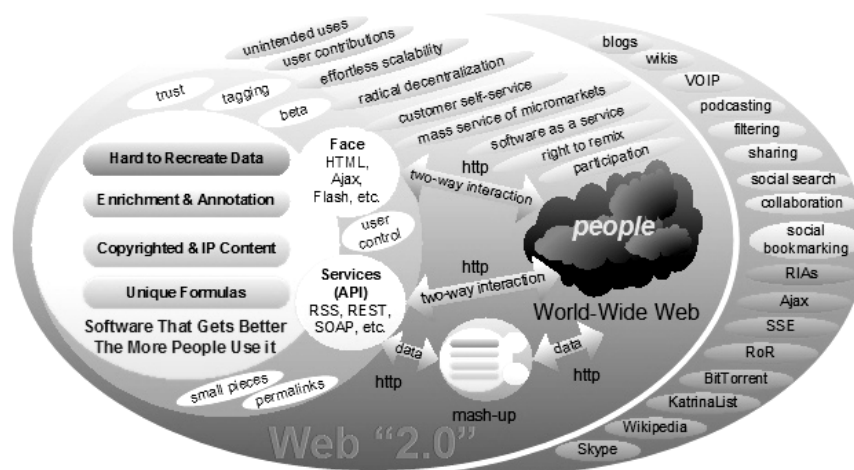 unintended uses
user contributions
effortless scalability
radical decentralization
customer self-service
mass service of micromarkets
software as a service
right to remix
participation
trust
tagging
beta
Hard to Recreate Data
Enrichment & Annotation
Copyrighted & IP Content
Unique Formulas
Software That Gets Better
The More People Use it
Face
HTML,
Ajax,
Flash, etc.
user
control
Services
(API)
RSS, REST,
SOAP, etc.
http
two-way interaction
http
two-way interaction
people
World-Wide Web
data
http
data
http
mash-up
small pieces
permalinks
Web “2.0”
blogs
wikis
VOIP
podcasting
filtering
sharing
social search
collaboration
social
bookmarking
RIAs
Ajax
SSE
RoR
BitTorrent
KatrinaList
Wikipedia
Skype